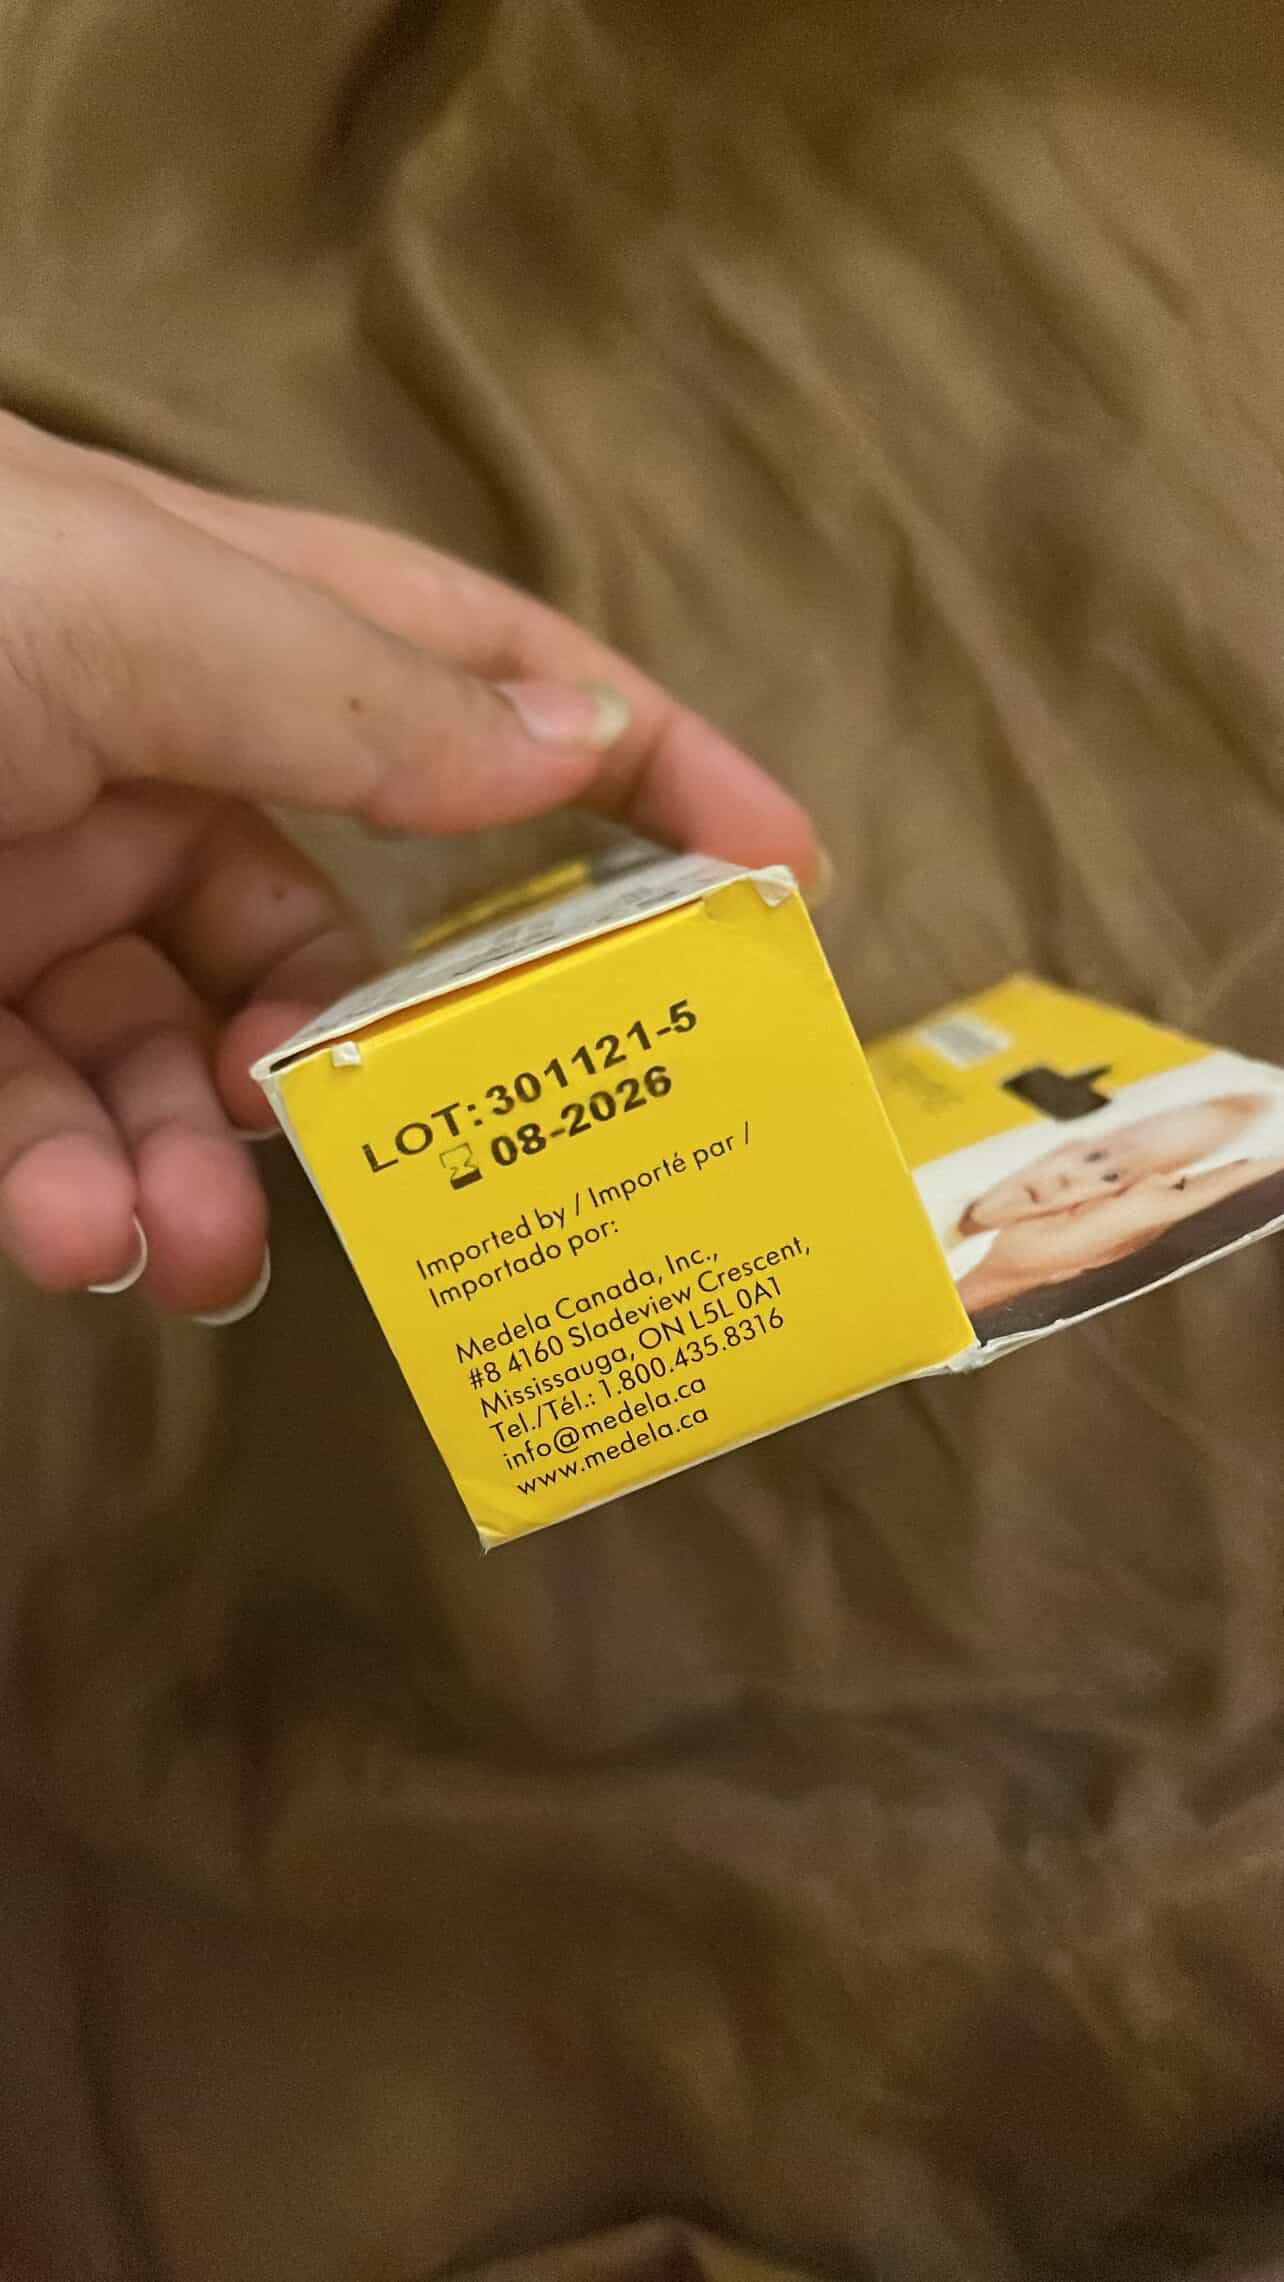 LOT: 301121-5
08-2026
Imported by / Importé par /
Importado por:
Medela Canada, Inc.,
#8 4160 Sladeview Crescent,
Mississauga, ON L5L 0A1
Tel./Tél.: 1.800.435.8316
info@medela.ca
www.medela.ca